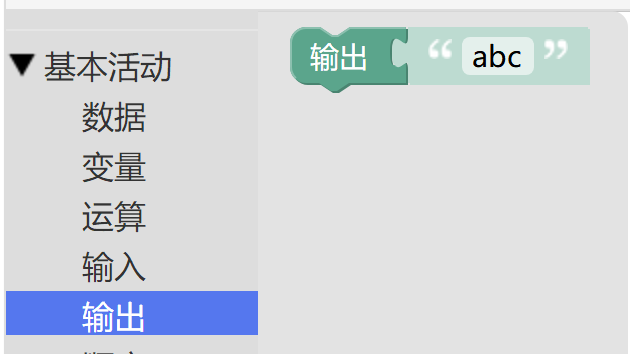 基本活动
数据
变量
运算
输入
输出
输出 “ abc ”